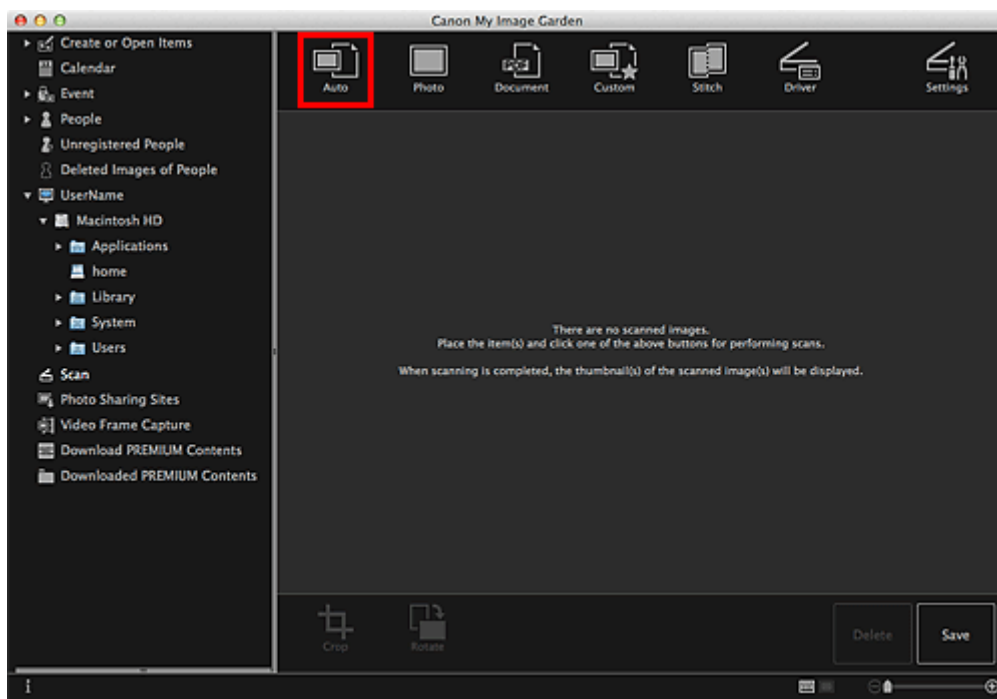 Canon My Image Garden
Create or Open Items
Calendar
Event
People
Unregistered People
Deleted Images of People
UserName
Macintosh HD
Applications
home
Library
System
Users
Scan
Photo Sharing Sites
Video Frame Capture
Download PREMIUM Contents
Downloaded PREMIUM Contents
Auto
Photo
PDF
Document
Custom
Stitch
Driver
Settings
There are no scanned images.
Place the item(s) and click one of the above buttons for performing scans.
When scanning is completed, the thumbnail(s) of the scanned image(s) will be displayed.
Crop
Rotate
Delete
Save
i